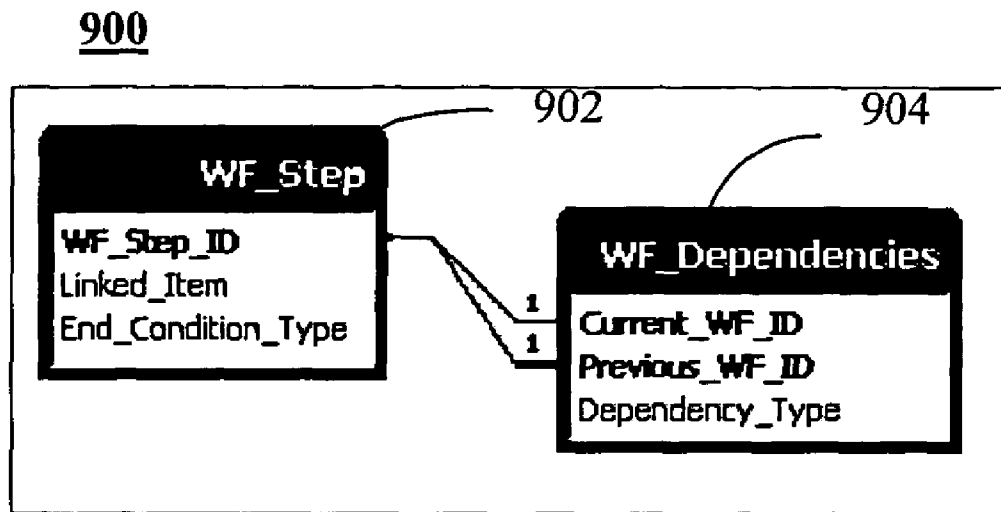 900
902
904
WF_Step
WF_Step_ID
Linked_Item
End_Condition_Type
WF_Dependencies
1
Current_WF_ID
1
Previous_WF_ID
Dependency_Type